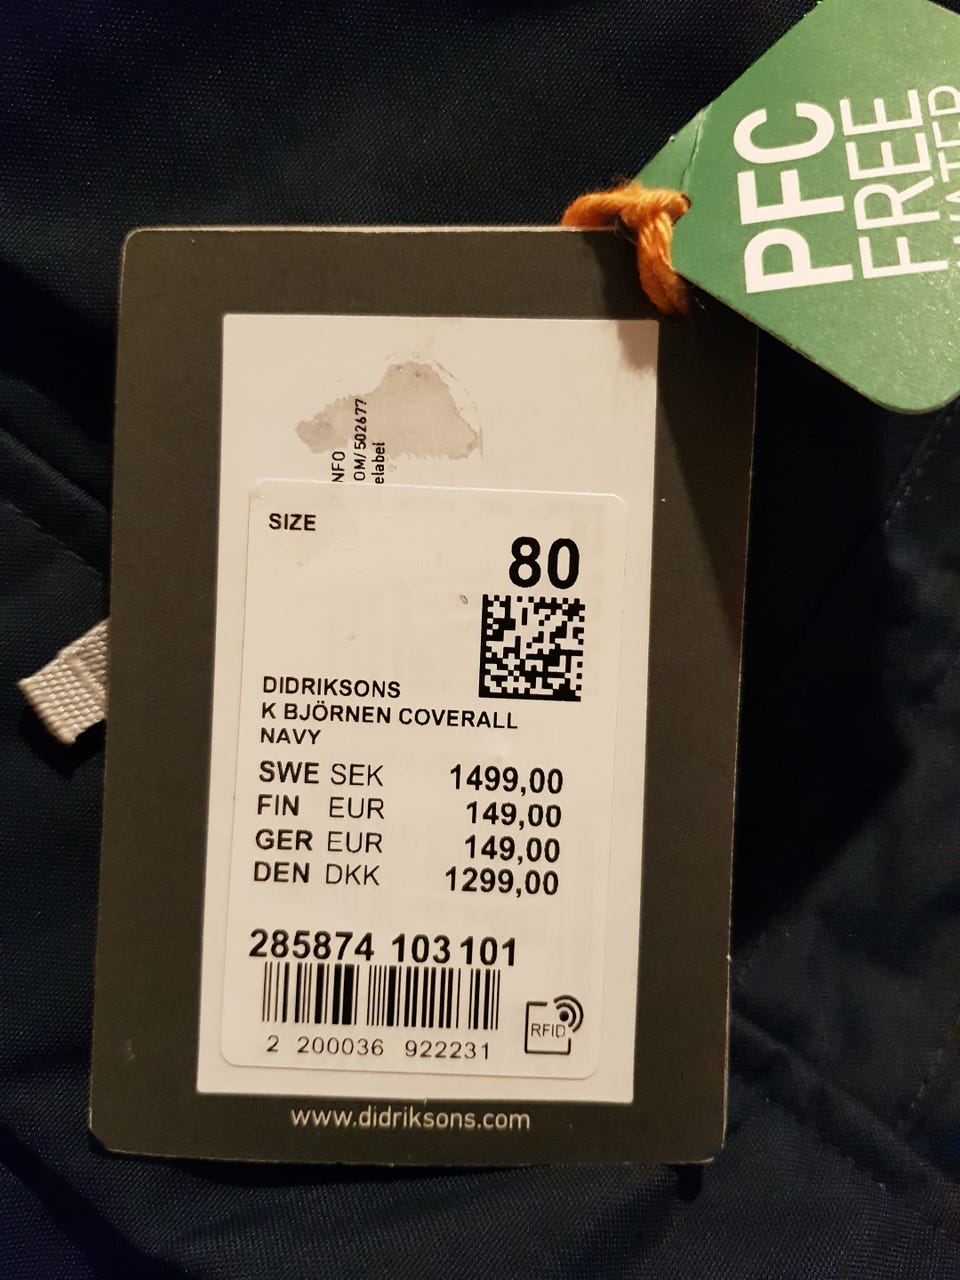 PFC
FREE
NFO
OM/502677
elabel
SIZE
80
DIDRIKSONS
K BJÖRNEN COVERALL
NAVY
SWE SEK 1499,00
FIN EUR 149,00
GER EUR 149,00
DEN DKK 1299,00
285874 103 101
RFID
2 200036 922231
www.didriksons.com